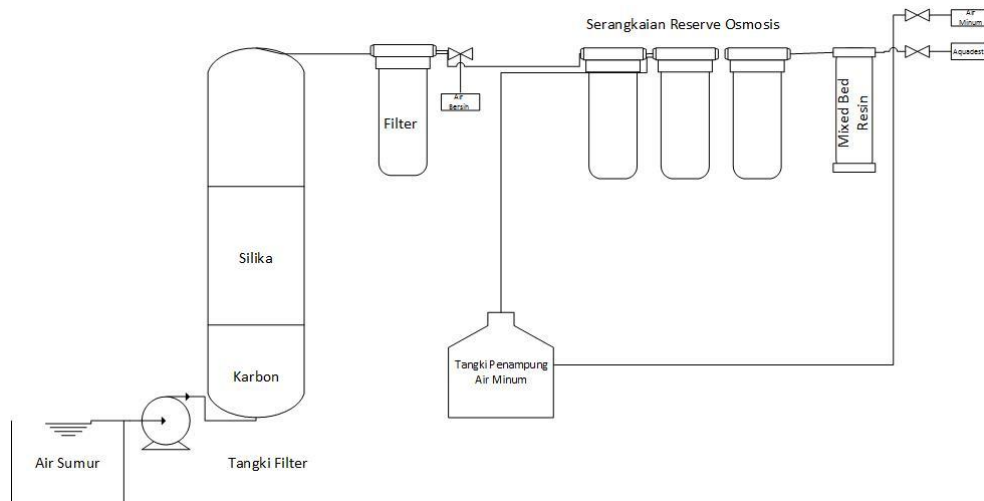 Serangkaian Reserve Osmosis
Air
Minum
Aquadest
Air
Bersih
Filter
Mixed Bed
Resin
Silika
Karbon
Tangki Penampung
Air Minum
Air Sumur
Tangki Filter